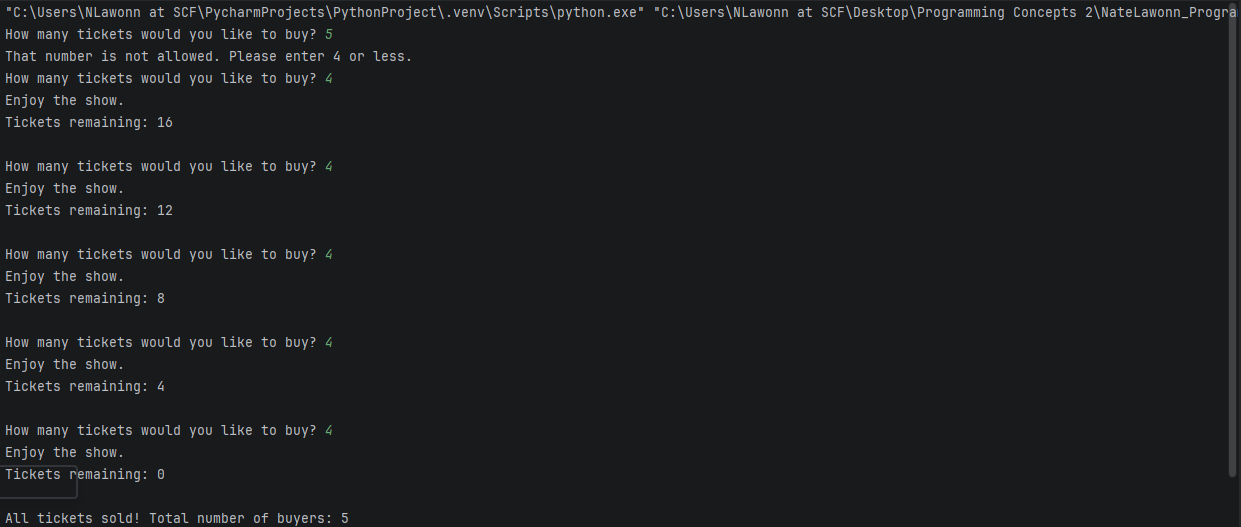 "C:\Users\NLawonn at SCF\PycharmProjects\PythonProject\.venv\Scripts\python.exe" "C:\Users\NLawonn at SCF\Desktop\Programming Concepts 2\NateLawonn_Progra
How many tickets would you like to buy? 5
That number is not allowed. Please enter 4 or less.
How many tickets would you like to buy? 4
Enjoy the show.
Tickets remaining: 16
How many tickets would you like to buy? 4
Enjoy the show.
Tickets remaining: 12
How many tickets would you like to buy? 4
Enjoy the show.
Tickets remaining: 8
How many tickets would you like to buy? 4
Enjoy the show.
Tickets remaining: 4
How many tickets would you like to buy? 4
Enjoy the show.
Tickets remaining: 0
All tickets sold! Total number of buyers: 5